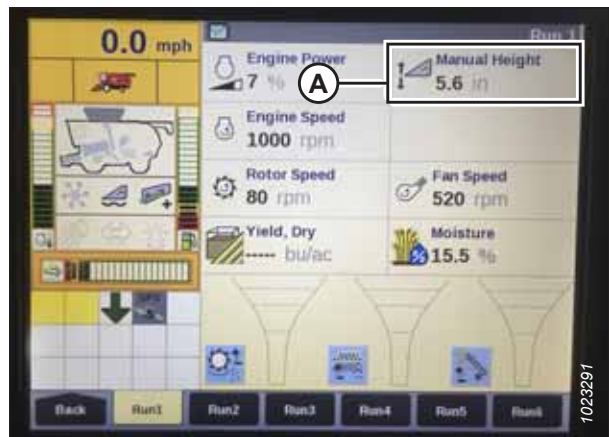 0.0 mph
Run 1
Engine Power
7 %
A
Manual Height
5.6 in
Engine Speed
1000 rpm
Rotor Speed
80 rpm
Fan Speed
520 rpm
Yield, Dry
----- bu/ac
Moisture
% 15.5 %
Back
Run1
Run2
Run3
Run4
Run5
Run6
1023291